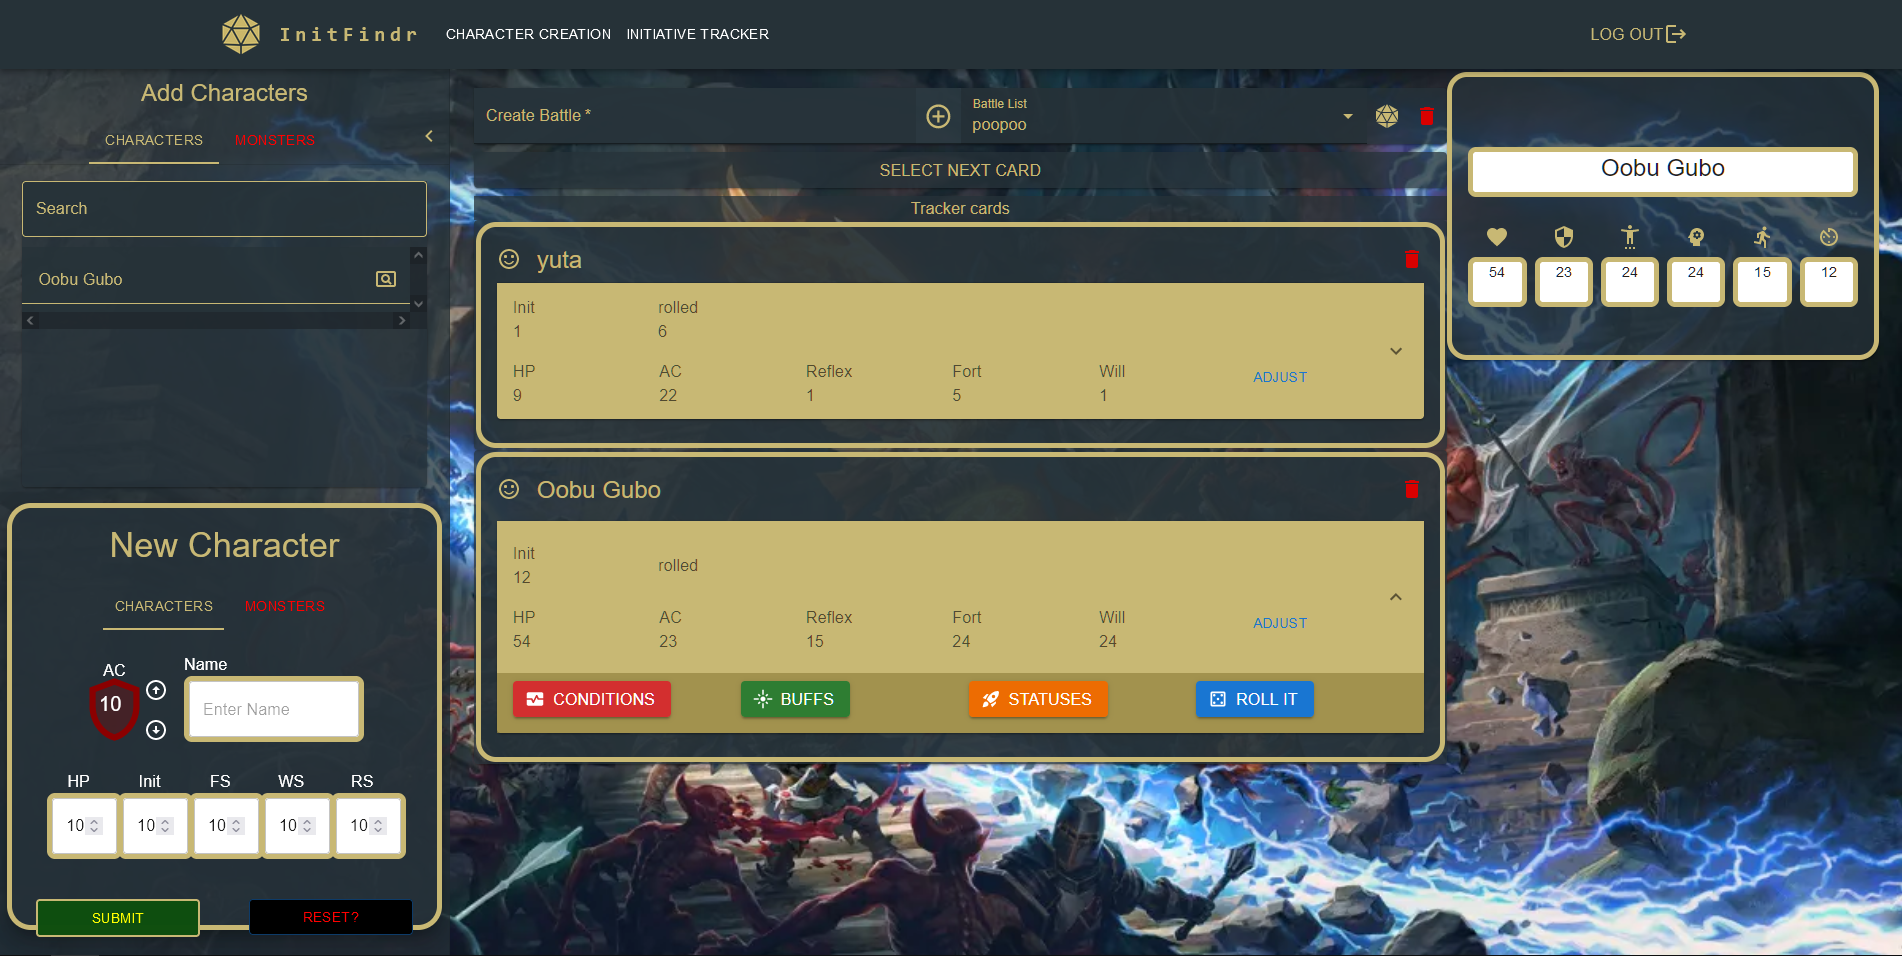 InitFindr
CHARACTER CREATION
INITIATIVE TRACKER
LOG OUT
Add Characters
CHARACTERS
MONSTERS
Search
Oobu Gubo
New Character
CHARACTERS
MONSTERS
AC
10
Name
Enter Name
HP Init FS WS RS
10 10 10 10 10
SUBMIT
RESET?
Create Battle *
Battle List
poopoo
SELECT NEXT CARD
Tracker cards
yuta
Init rolled
1 6
HP AC Reflex Fort Will
9 22 1 5 1
ADJUST
Oobu Gubo
Init
12
rolled
HP AC Reflex Fort Will
54 23 15 24 24
ADJUST
CONDITIONS
BUFFS
STATUSES
ROLL IT
Oobu Gubo
54 23 24 24 15 12